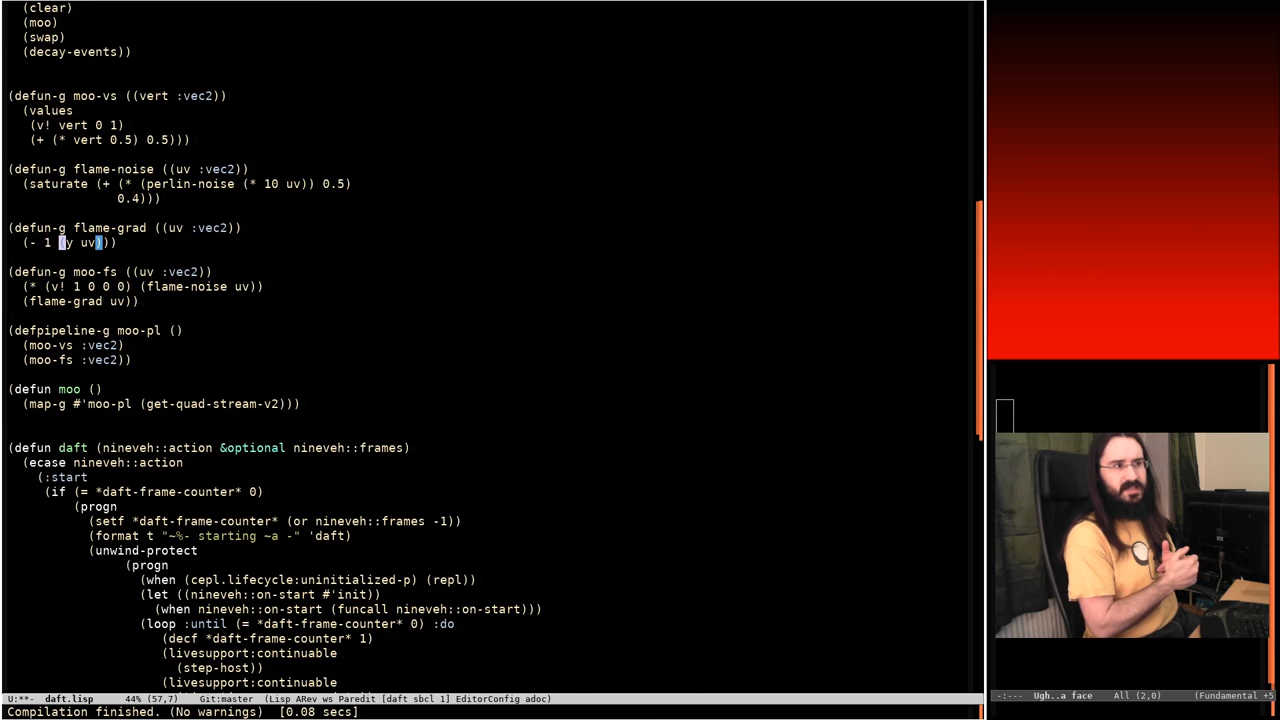 (clear)
(moo)
(swap)
(decay-events))
(defun-g moo-vs ((vert :vec2))
(values
(v! vert 0 1)
(+ (* vert 0.5) 0.5)))
(defun-g flame-noise ((uv :vec2))
(saturate (+ (* (perlin-noise (* 10 uv)) 0.5)
0.4)))
(defun-g flame-grad ((uv :vec2))
(- 1 (y uv)))
(defun-g moo-fs ((uv :vec2))
(* (v! 1 0 0 0) (flame-noise uv))
(flame-grad uv))
(defpipeline-g moo-pl ()
(moo-vs :vec2)
(moo-fs :vec2))
(defun moo ()
(map-g #'moo-pl (get-quad-stream-v2)))
(defun daft (nineveh::action &optional nineveh::frames)
(ecase nineveh::action
(:start
(if (= *daft-frame-counter* 0)
(progn
(setf *daft-frame-counter* (or nineveh::frames -1))
(format t "~%- starting ~a -" 'daft)
(unwind-protect
(progn
(when (cepl.lifecycle:uninitialized-p) (repl))
(let ((nineveh::on-start #'init))
(when nineveh::on-start (funcall nineveh::on-start)))
(loop :until (= *daft-frame-counter* 0) :do
(decf *daft-frame-counter* 1)
(livesupport:continuable
(step-host))
(livesupport:continuable
U:**- daft.lisp 44% (57,7) Git:master (Lisp ARev ws Paredit [daft sbcl 1] EditorConfig adoc)
Compilation finished. (No warnings) [0.08 secs]
-:--- Ugh..a face All (2,0) (Fundamental +5